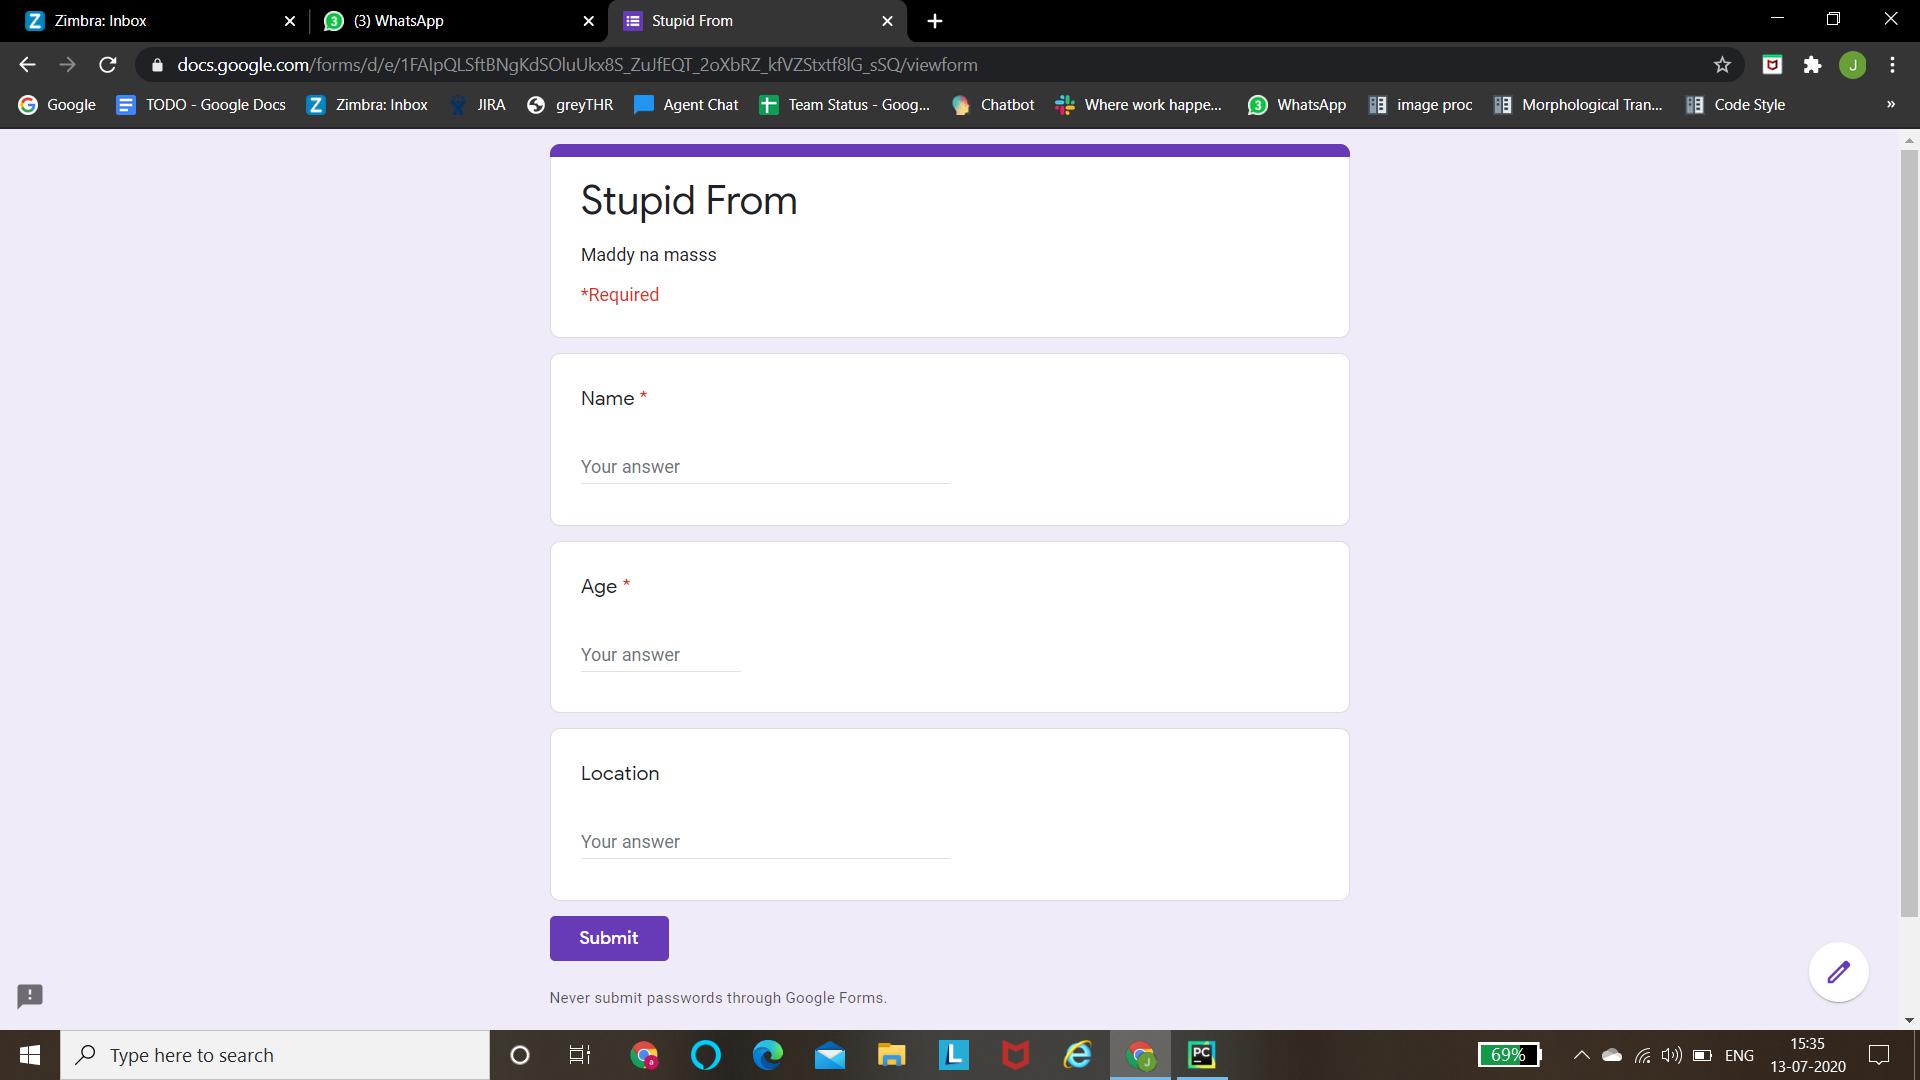 Zimbra: Inbox
(3) WhatsApp
Stupid From
docs.google.com/forms/d/e/1FAIpQLSftBNgKdSOluUkx8S_ZuJfEQT_2oXbRZ_kfVZStxtf8lG_sSQ/viewform
J
Google
TODO - Google Docs
Zimbra: Inbox
JIRA
greyTHR
Agent Chat
Team Status - Goog...
Chatbot
Where work happe...
WhatsApp
image proc
Morphological Tran...
Code Style
»
Stupid From
Maddy na masss
*Required
Name *
Your answer
Age *
Your answer
Location
Your answer
Submit
Never submit passwords through Google Forms.
Type here to search
69%
ENG
15:35
13-07-2020